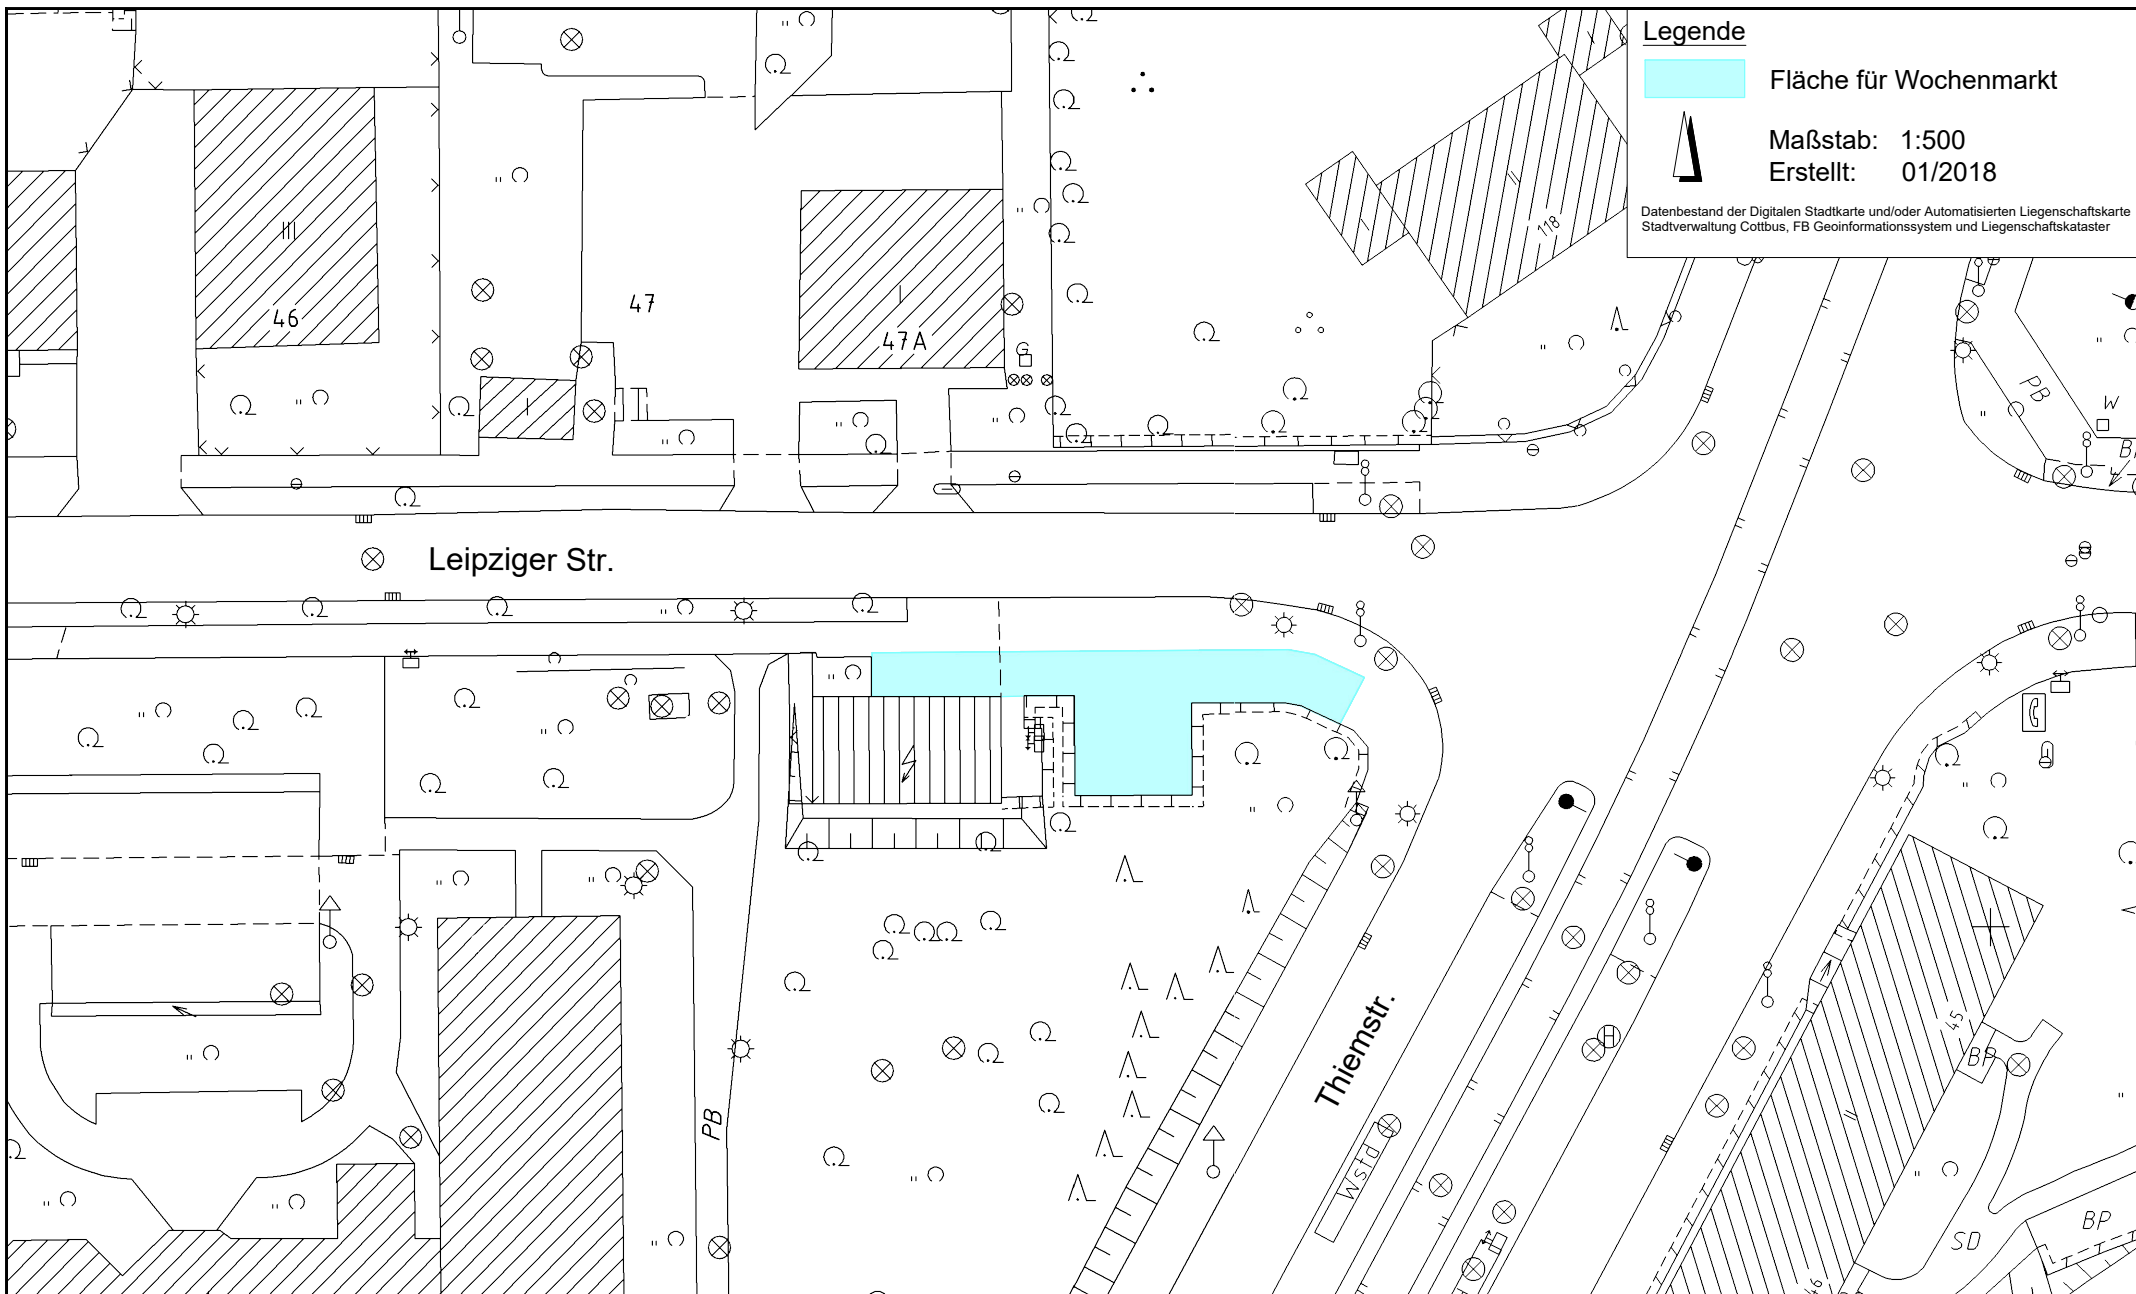 Legende
Fläche für Wochenmarkt
Maßstab: 1:500
Erstellt: 01/2018
Datenbestand der Digitalen Stadtkarte und/oder Automatisierten Liegenschaftskarte
Stadtverwaltung Cottbus, FB Geoinformationssystem und Liegenschaftskataster
118
III
46
47
I
47A
G
I
PB
W
Leipziger Str.
Thiemstr.
PB
Wstd
45
BP
BP
SD